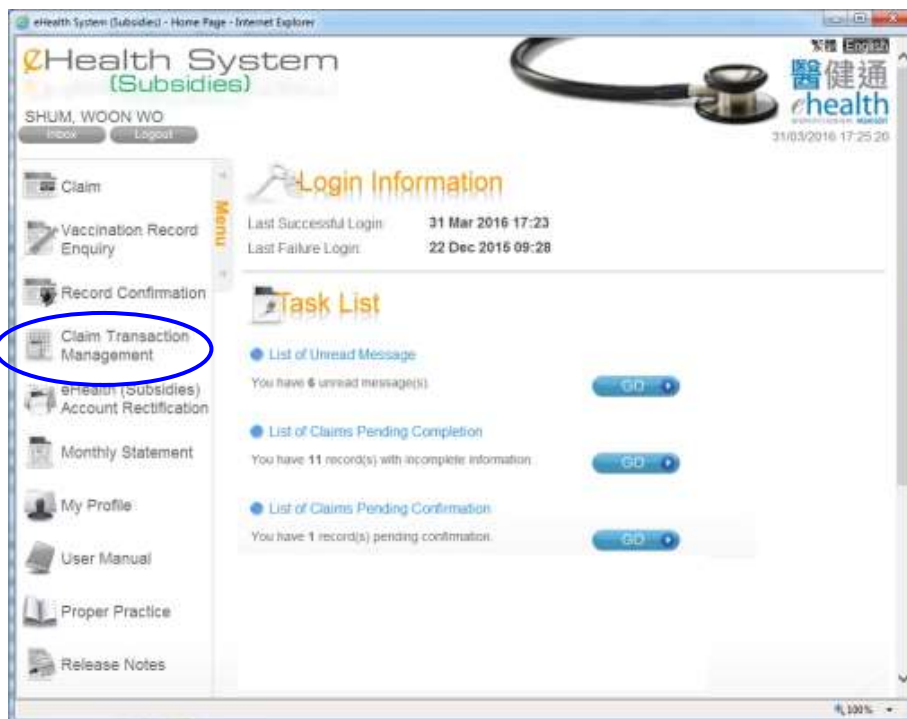 eHealth System (Subsidies) - Home Page - Internet Explorer
eHealth System
(Subsidies)
繁體 English
醫健通
ehealth
SHUM, WOON WO
Inbox Logout
31/03/2016 17:25:20
Menu
Claim
Vaccination Record
Enquiry
Record Confirmation
Claim Transaction
Management
eHealth (Subsidies)
Account Rectification
Monthly Statement
My Profile
User Manual
Proper Practice
Release Notes
Login Information
Last Successful Login: 31 Mar 2016 17:23
Last Failure Login: 22 Dec 2015 09:28
Task List
List of Unread Message
You have 6 unread message(s).
GO
List of Claims Pending Completion
You have 11 record(s) with incomplete information.
GO
List of Claims Pending Confirmation
You have 1 record(s) pending confirmation.
GO
100%